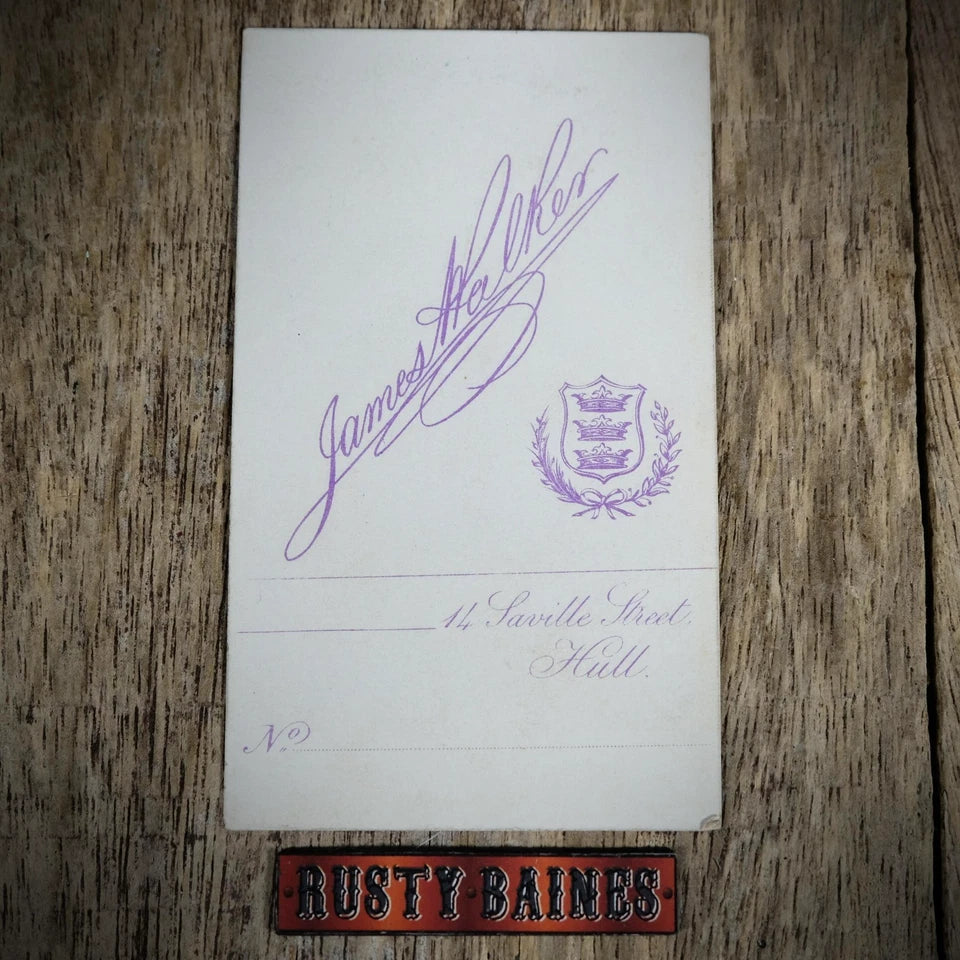 James Walker
14 Saville Street.
Hull.
No.
RUSTY BAINES